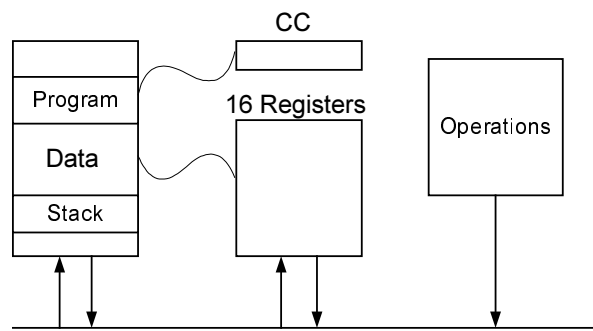 CC
Program
16 Registers
Operations
Data
Stack